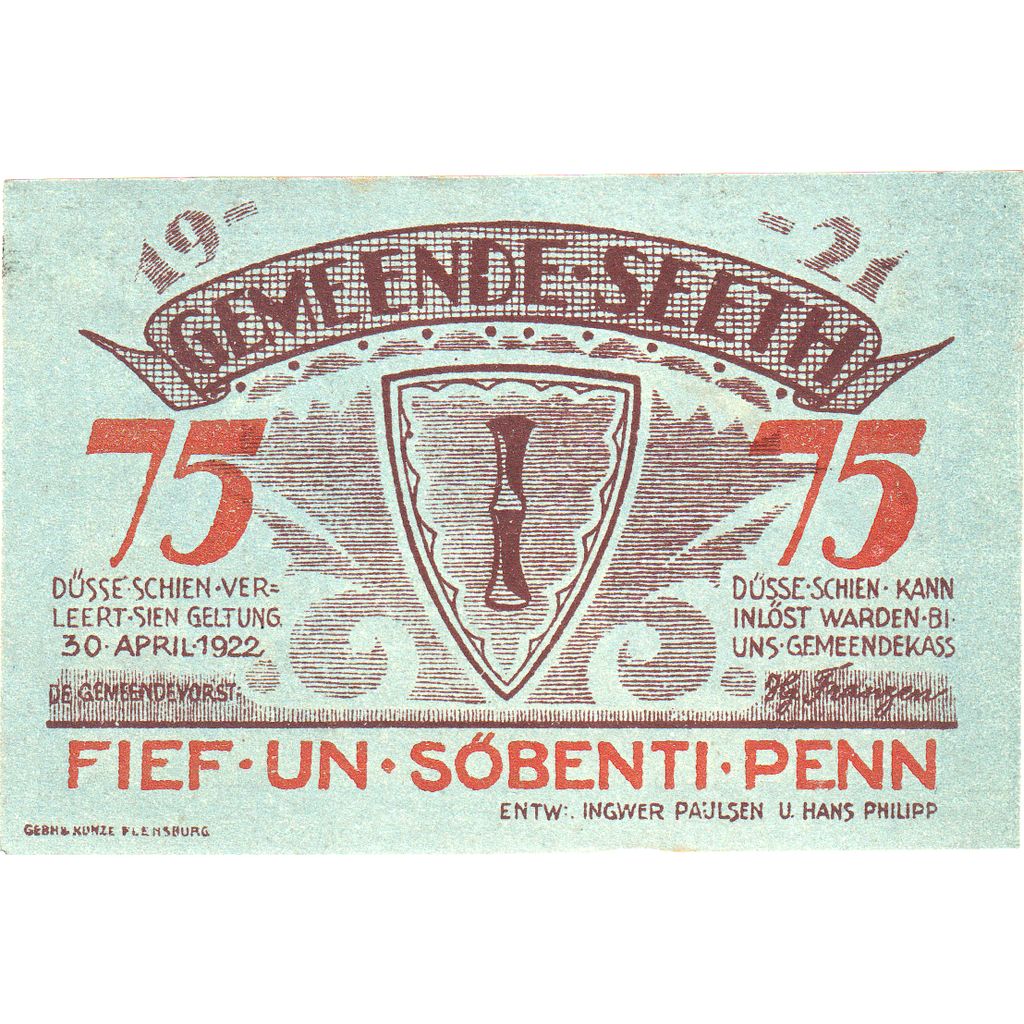 19= =21
GEMEENDE·SEETH
75 75
DÜSSE·SCHIEN·VER=
LEERT·SIEN GELTUNG
30·APRIL·1922
DE GEMEENDEVORST:
DÜSSE·SCHIEN·KANN
INLÖST WARDEN·BI·
UNS·GEMEENDEKASS
Franzen
FIEF·UN·SÖBENTI·PENN
ENTW:. INGWER PAULSEN U. HANS PHILIPP
GEBR & KUNZE FLENSBURG